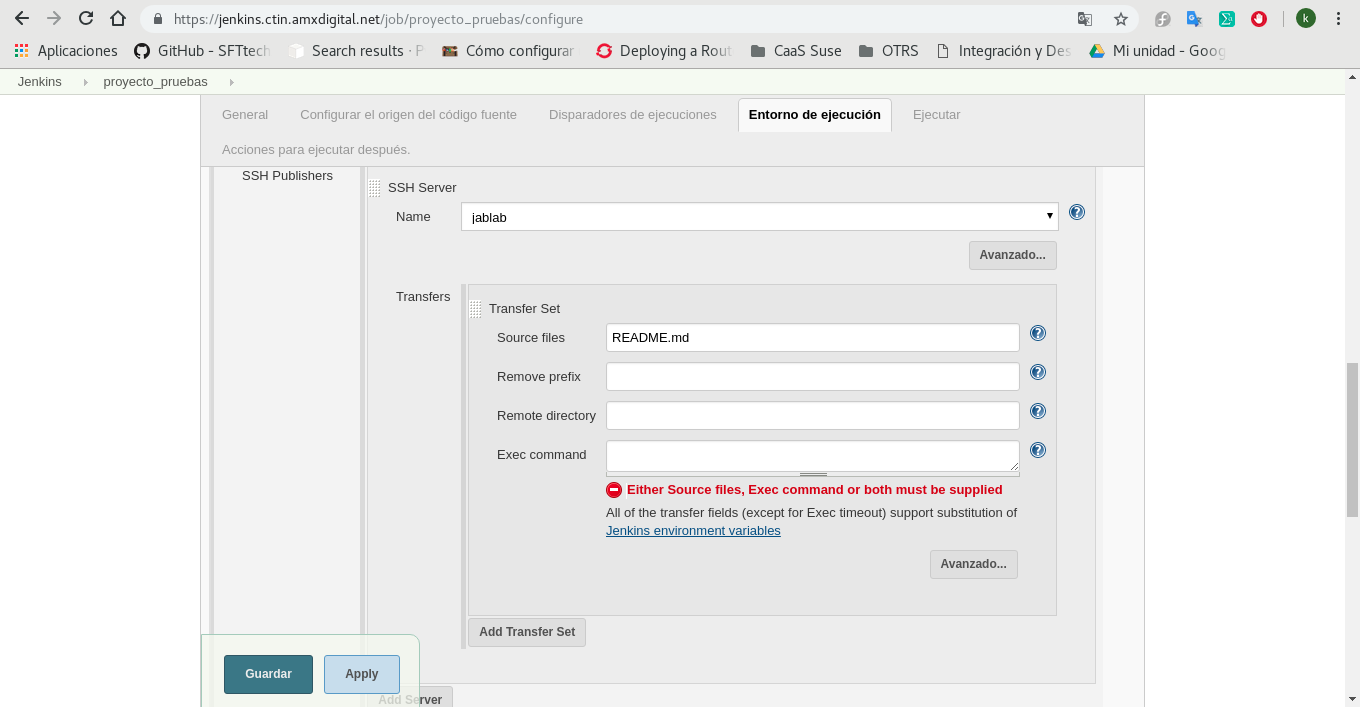 https://jenkins.ctin.amxdigital.net/job/proyecto_pruebas/configure
k
Aplicaciones GitHub - SFTtech Search results · P Cómo configurar Deploying a Rout CaaS Suse OTRS Integración y Des Mi unidad - Goog
Jenkins proyecto_pruebas
General Configurar el origen del código fuente Disparadores de ejecuciones Entorno de ejecución Ejecutar
Acciones para ejecutar después.
SSH Publishers
SSH Server
Name jablab
Avanzado...
Transfers
Transfer Set
Source files README.md
Remove prefix
Remote directory
Exec command
Either Source files, Exec command or both must be supplied
All of the transfer fields (except for Exec timeout) support substitution of
Jenkins environment variables
Avanzado...
Add Transfer Set
Guardar Apply
Add Server